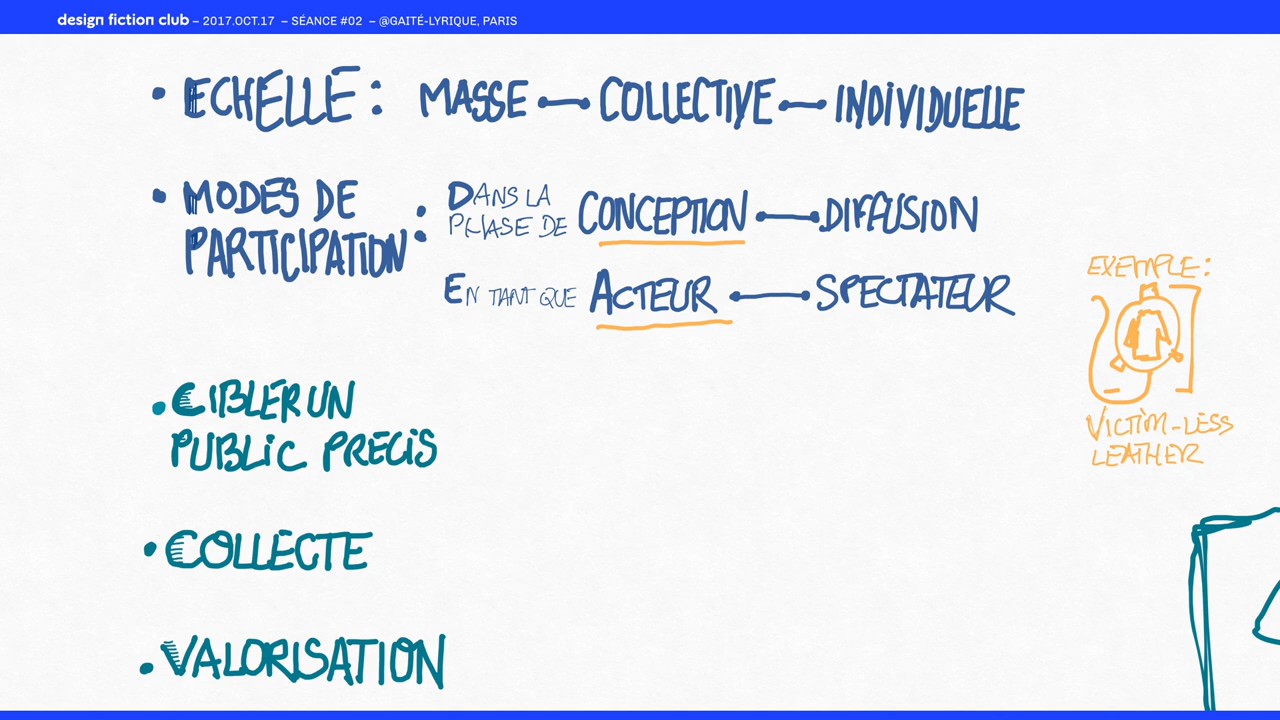 design fiction club – 2017.OCT.17 – SÉANCE #02 – @GAITÉ-LYRIQUE, PARIS
• ECHELLE : MASSE COLLECTIVE INDIVIDUELLE
• MODES DE PARTICIPATION :
DANS LA PHASE DE CONCEPTION DIFFUSION
EN TANT QUE ACTEUR SPECTATEUR
EXEMPLE :
VICTIM-LESS
LEATHER
• CIBLER UN
PUBLIC PRECIS
• COLLECTE
• VALORISATION